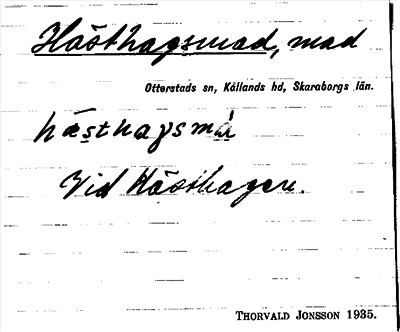 Hästhagsmad, mad
Otterstads sn, Kållands hd, Skaraborgs län.
hästhagsmå
Vid Hästhagen.
THORVALD JONSSON 1935.